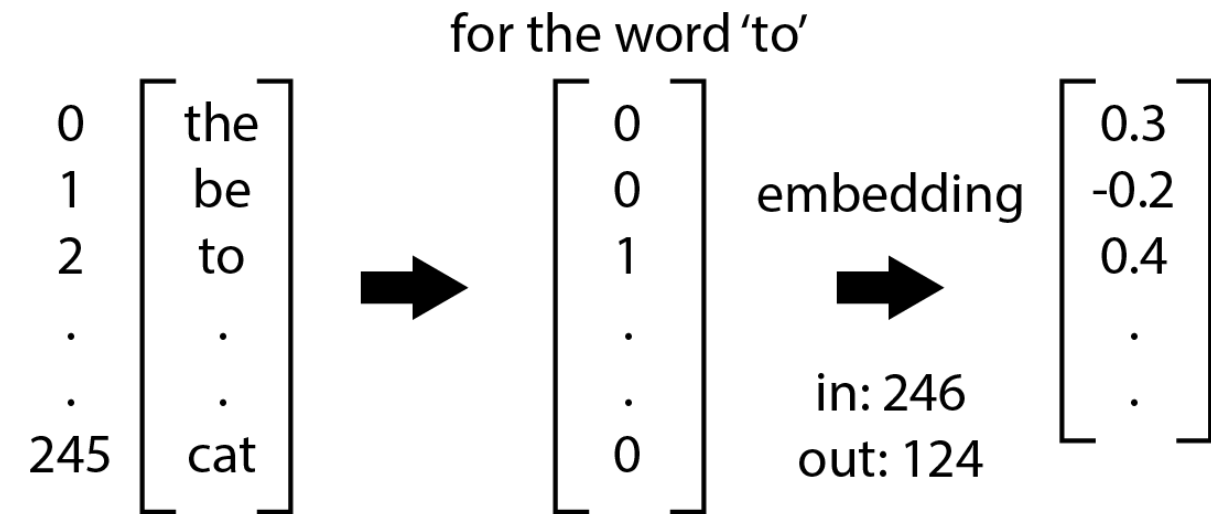 for the word ‘to’
0 the 0 0.3
1 be 0 embedding -0.2
2 to 1 0.4
. . . .
. . . in: 246 .
245 cat 0 out: 124